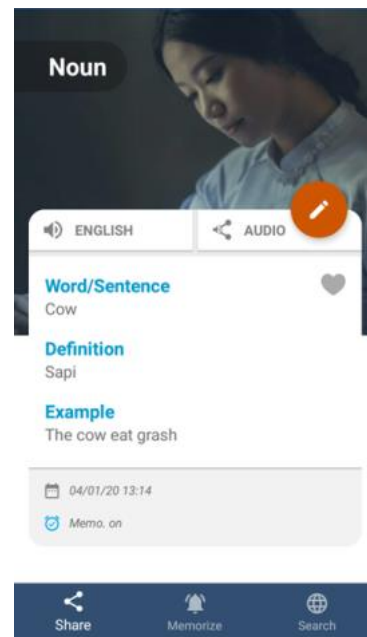 Noun
ENGLISH
AUDIO
Word/Sentence
Cow
Definition
Sapi
Example
The cow eat grash
04/01/20 13:14
Memo. on
Share
Memorize
Search